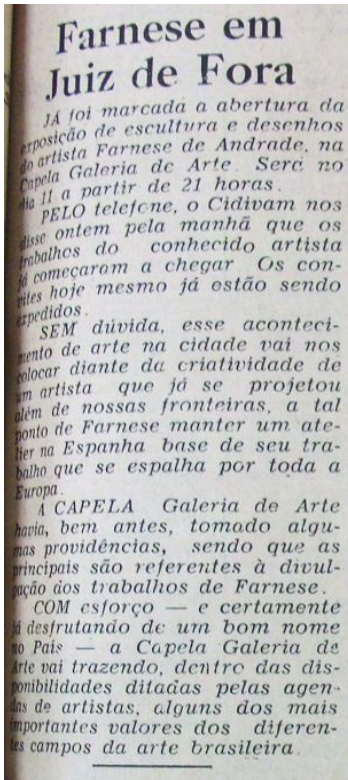 Farnese em
Juiz de Fora
JÁ foi marcada a abertura da
exposição de escultura e desenhos
do artista Farnese de Andrade, na
Capela Galeria de Arte. Será no
dia 11 a partir de 21 horas.
PELO telefone, o Cidivam nos
disse ontem pela manhã que os
trabalhos do conhecido artista
já começaram a chegar Os con-
vites hoje mesmo já estão sendo
expedidos.
SEM dúvida, esse aconteci-
mento de arte na cidade vai nos
colocar diante da criatividade de
um artista que já se projetou
além de nossas fronteiras, a tal
ponto de Farnese manter um ate-
lier na Espanha base de seu tra-
balho que se espalha por toda a
Europa.
A CAPELA Galeria de Arte
havia, bem antes, tomado algu-
mas providências, sendo que as
principais são referentes à divul-
gação dos trabalhos de Farnese.
COM esforço — e certamente
já desfrutando de um bom nome
no País — a Capela Galeria de
Arte vai trazendo, dentro das dis-
ponibilidades ditadas pelas agen-
das de artistas, alguns dos mais
importantes valores dos diferen-
tes campos da arte brasileira.